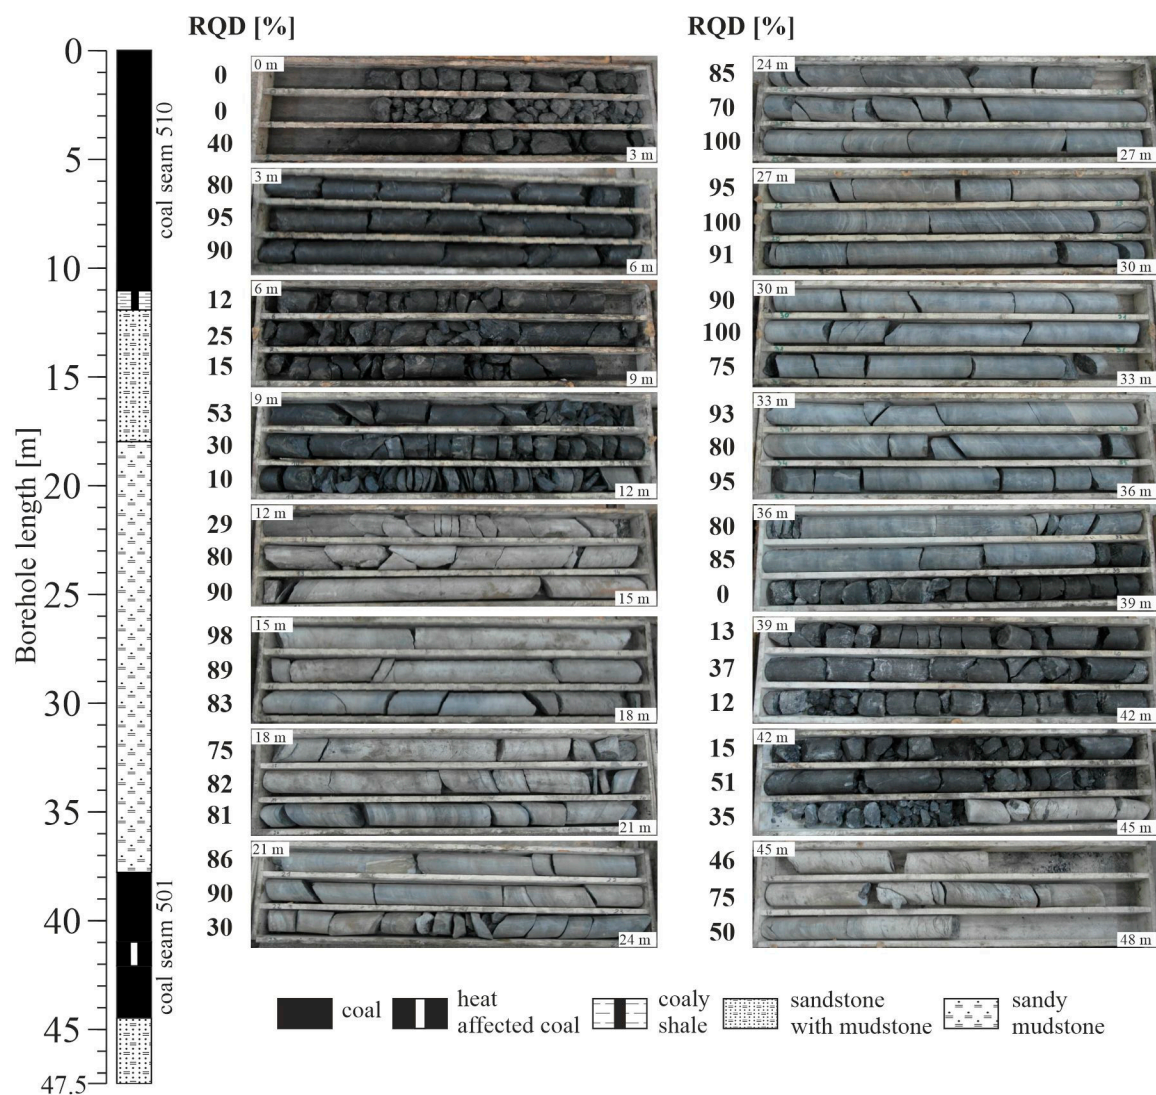 RQD [%]
RQD [%]
0
5
10
15
20
25
30
35
40
45
47.5
Borehole length [m]
coal seam 510
coal seam 501
0 m
0
0
40
3 m
3 m
80
95
90
6 m
6 m
12
25
15
9 m
9 m
53
30
10
12 m
12 m
29
80
90
15 m
15 m
98
89
83
18 m
18 m
75
82
81
21 m
21 m
86
90
30
24 m
24 m
85
70
100
27 m
27 m
95
100
91
30 m
30 m
90
100
75
33 m
33 m
93
80
95
36 m
36 m
80
85
0
39 m
39 m
13
37
12
42 m
42 m
15
51
35
45 m
45 m
46
75
50
48 m
coal
heat
affected coal
coaly
shale
sandstone
with mudstone
sandy
mudstone